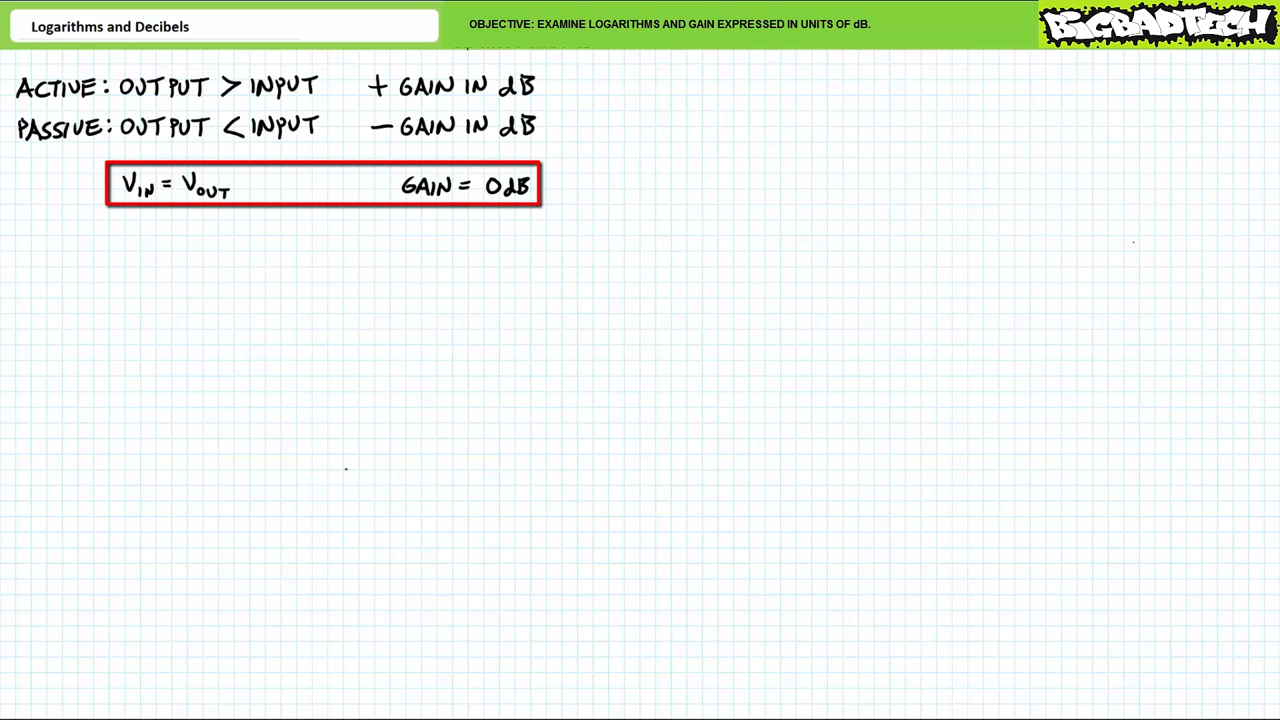 Logarithms and Decibels
OBJECTIVE: EXAMINE LOGARITHMS AND GAIN EXPRESSED IN UNITS OF dB.
BIGBADTECH
ACTIVE: OUTPUT > INPUT + GAIN IN dB
PASSIVE: OUTPUT < INPUT - GAIN IN dB
VIN = VOUT GAIN = 0dB